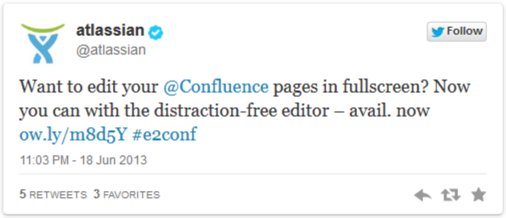 atlassian
@atlassian
Follow
Want to edit your @Confluence pages in fullscreen? Now
you can with the distraction-free editor – avail. now
ow.ly/m8d5Y #e2conf
11:03 PM - 18 Jun 2013
5 RETWEETS 3 FAVORITES